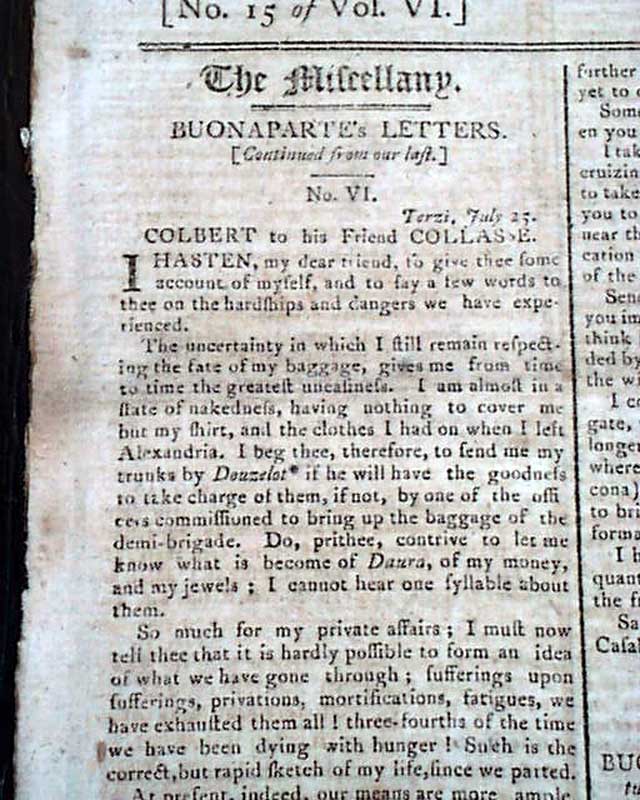 [No. 15 of Vol. VI.]
The Miſcellany.
BUONAPARTE's LETTERS.
[Continued from our laſt.]
No. VI.
Terzi, July 25.
COLBERT to his Friend COLLASSE.
I HASTEN, my dear friend, to give thee ſome
account of myſelf, and to ſay a few words to
thee on the hardſhips and dangers we have expe-
rienced.
The uncertainty in which I ſtill remain reſpect-
ing the fate of my baggage, gives me from time
to time the greateſt uneaſineſs. I am almoſt in a
ſtate of nakedneſs, having nothing to cover me
but my ſhirt, and the clothes I had on when I left
Alexandria. I beg thee, therefore, to ſend me my
trunks by Douzelot* if he will have the goodneſs
to take charge of them, if not, by one of the offi
cers commiſſioned to bring up the baggage of the
demi-brigade. Do, prithee, contrive to let me
know what is become of Daura, of my money,
and my jewels ; I cannot hear one ſyllable about
them.
So much for my private affairs ; I muſt now
tell thee that it is hardly poſſible to form an idea
of what we have gone through ; ſufferings upon
ſufferings, privations, mortifications, fatigues, we
have exhauſted them all ! three-fourths of the time
we have been dying with hunger ! Such is the
correct, but rapid ſketch of my life, ſince we parted.
At preſent, indeed, our means are more ample
further
yet to
Som
en you
I tak
cruizin
to take
you to
near th
cation
of the
Sen
you im
think
ded by
the w
I c
gate,
longer
where
cona)
to bri
forma
I h
quant
the fr
Sa
Caſal
BUO